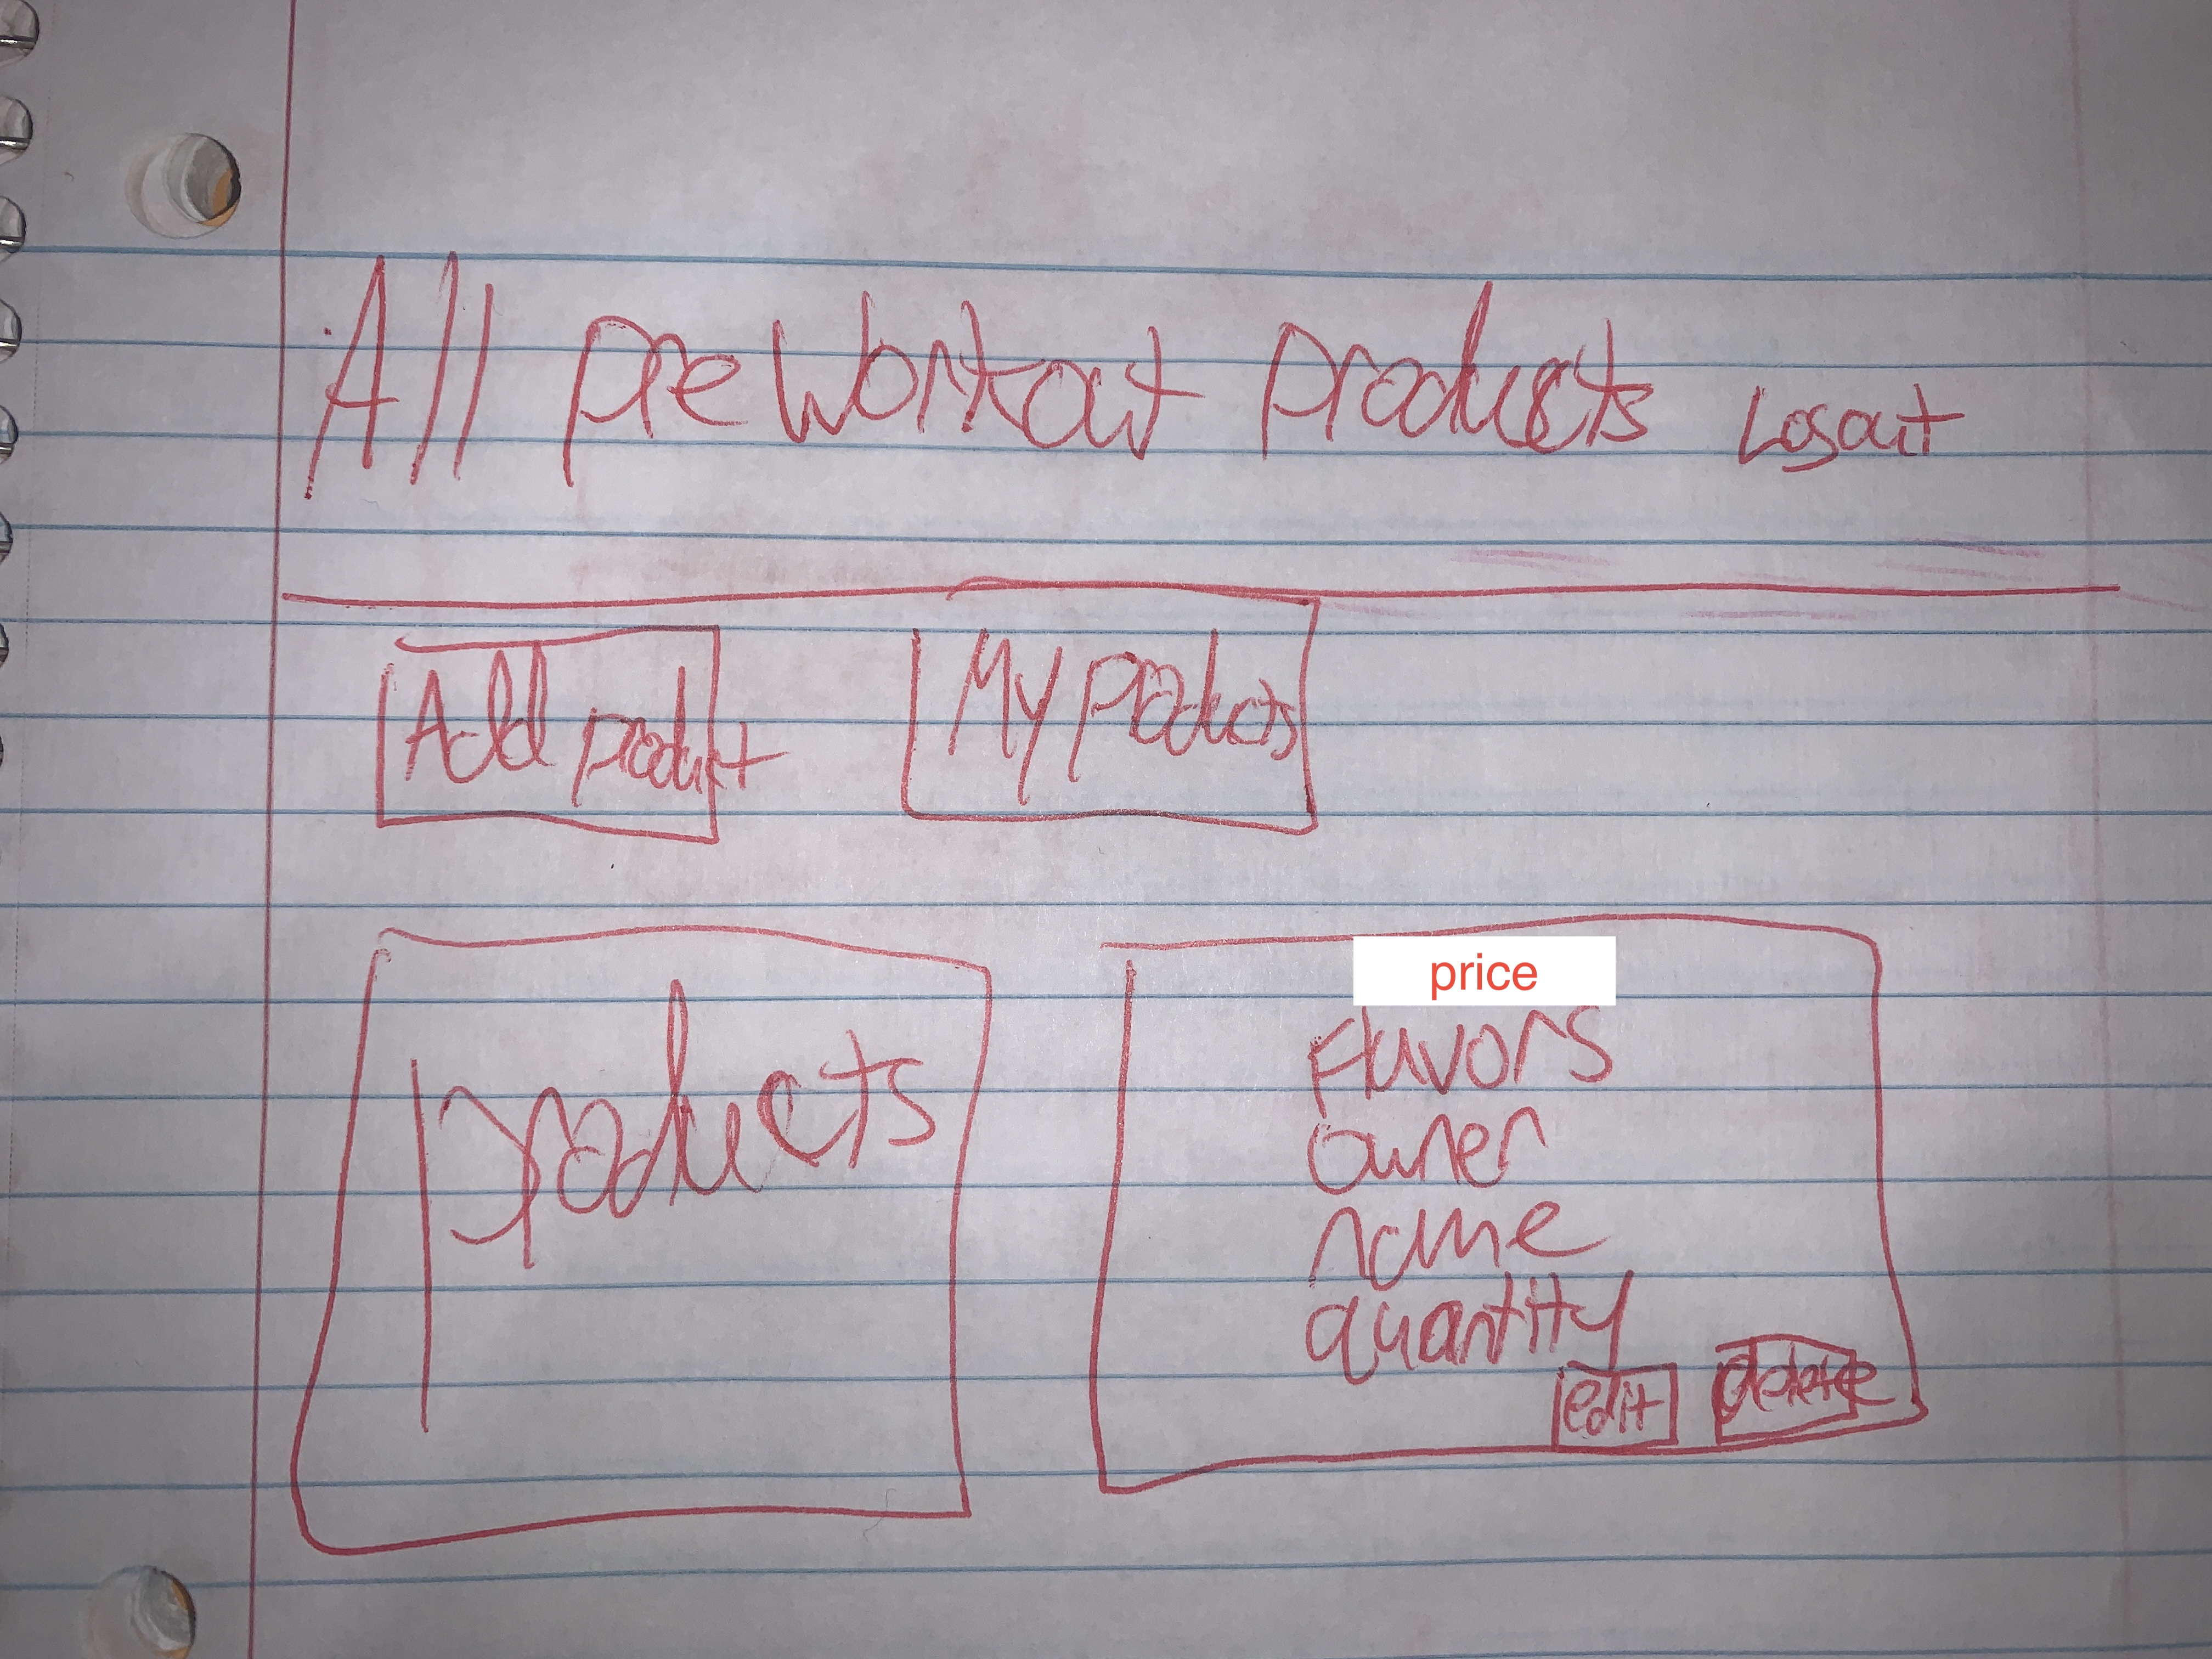 All preworkout products Logout
Add product My products
products
price
Flavors
owner
name
quantity
edit delete